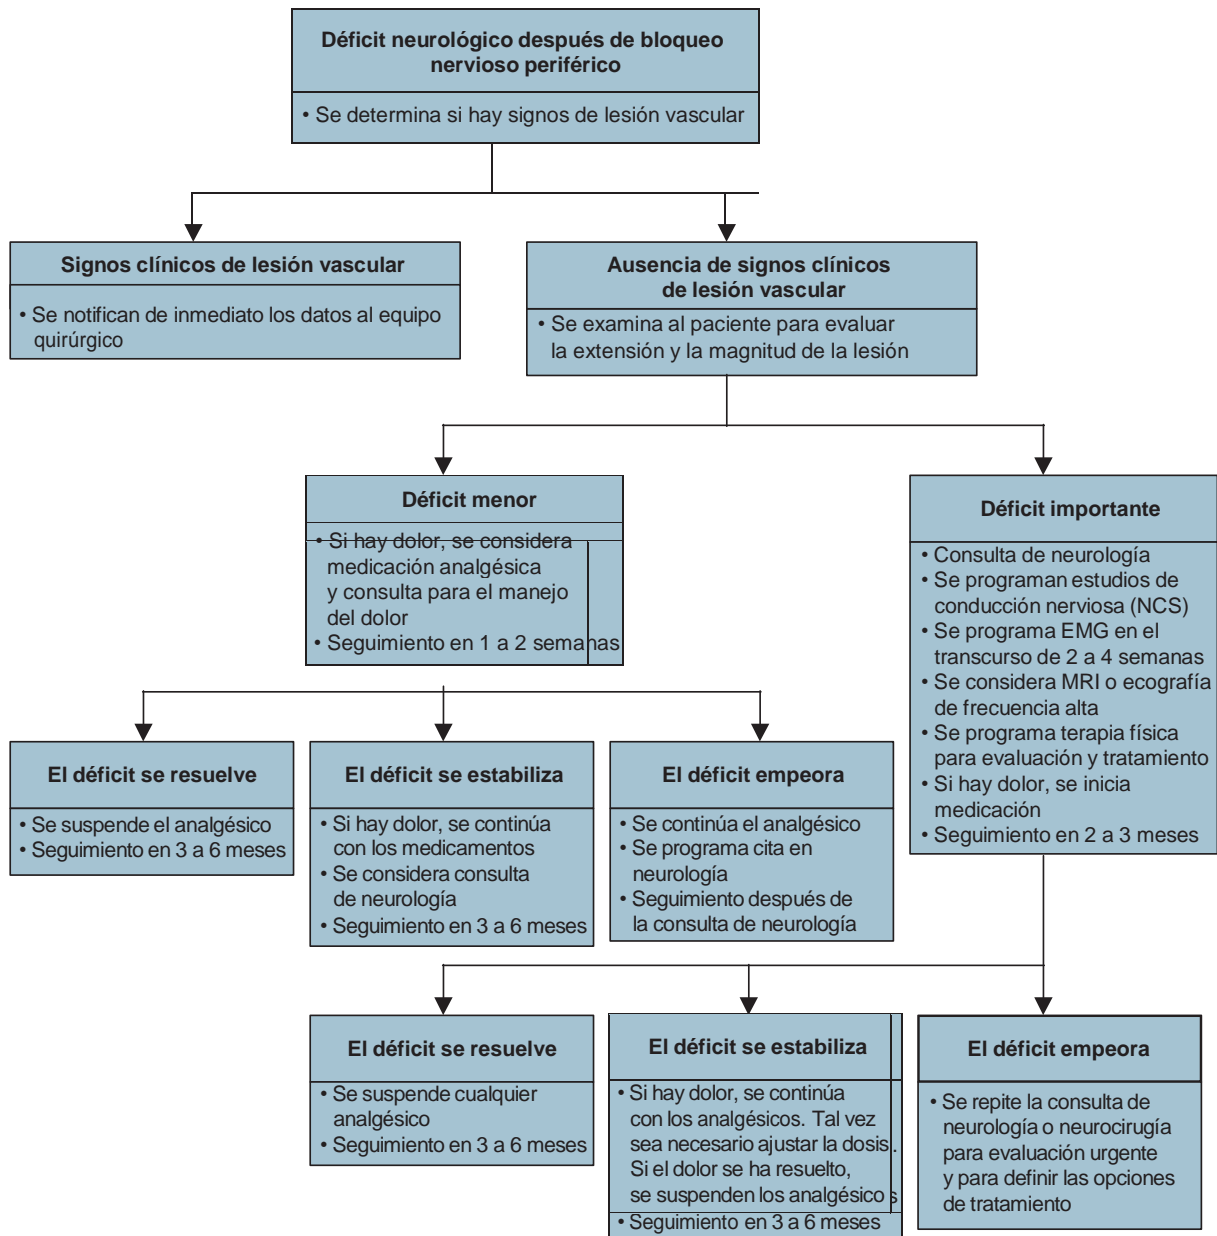 Déficit neurológico después de bloqueo
nervioso periférico
• Se determina si hay signos de lesión vascular
Signos clínicos de lesión vascular
• Se notifican de inmediato los datos al equipo
quirúrgico
Ausencia de signos clínicos
de lesión vascular
• Se examina al paciente para evaluar
la extensión y la magnitud de la lesión
Déficit menor
• Si hay dolor, se considera
medicación analgésica
y consulta para el manejo
del dolor
• Seguimiento en 1 a 2 semanas
Déficit importante
• Consulta de neurología
• Se programan estudios de
conducción nerviosa (NCS)
• Se programa EMG en el
transcurso de 2 a 4 semanas
• Se considera MRI o ecografía
de frecuencia alta
• Se programa terapia física
para evaluación y tratamiento
• Si hay dolor, se inicia
medicación
• Seguimiento en 2 a 3 meses
El déficit se resuelve
• Se suspende el analgésico
• Seguimiento en 3 a 6 meses
El déficit se estabiliza
• Si hay dolor, se continúa
con los medicamentos
• Se considera consulta
de neurología
• Seguimiento en 3 a 6 meses
El déficit empeora
• Se continúa el analgésico
• Se programa cita en
neurología
• Seguimiento después de
la consulta de neurología
El déficit se resuelve
• Se suspende cualquier
analgésico
• Seguimiento en 3 a 6 meses
El déficit se estabiliza
• Si hay dolor, se continúa
con los analgésicos. Tal vez
sea necesario ajustar la dosis.
Si el dolor se ha resuelto,
se suspenden los analgésicos
• Seguimiento en 3 a 6 meses
El déficit empeora
• Se repite la consulta de
neurología o neurocirugía
para evaluación urgente
y para definir las opciones
de tratamiento